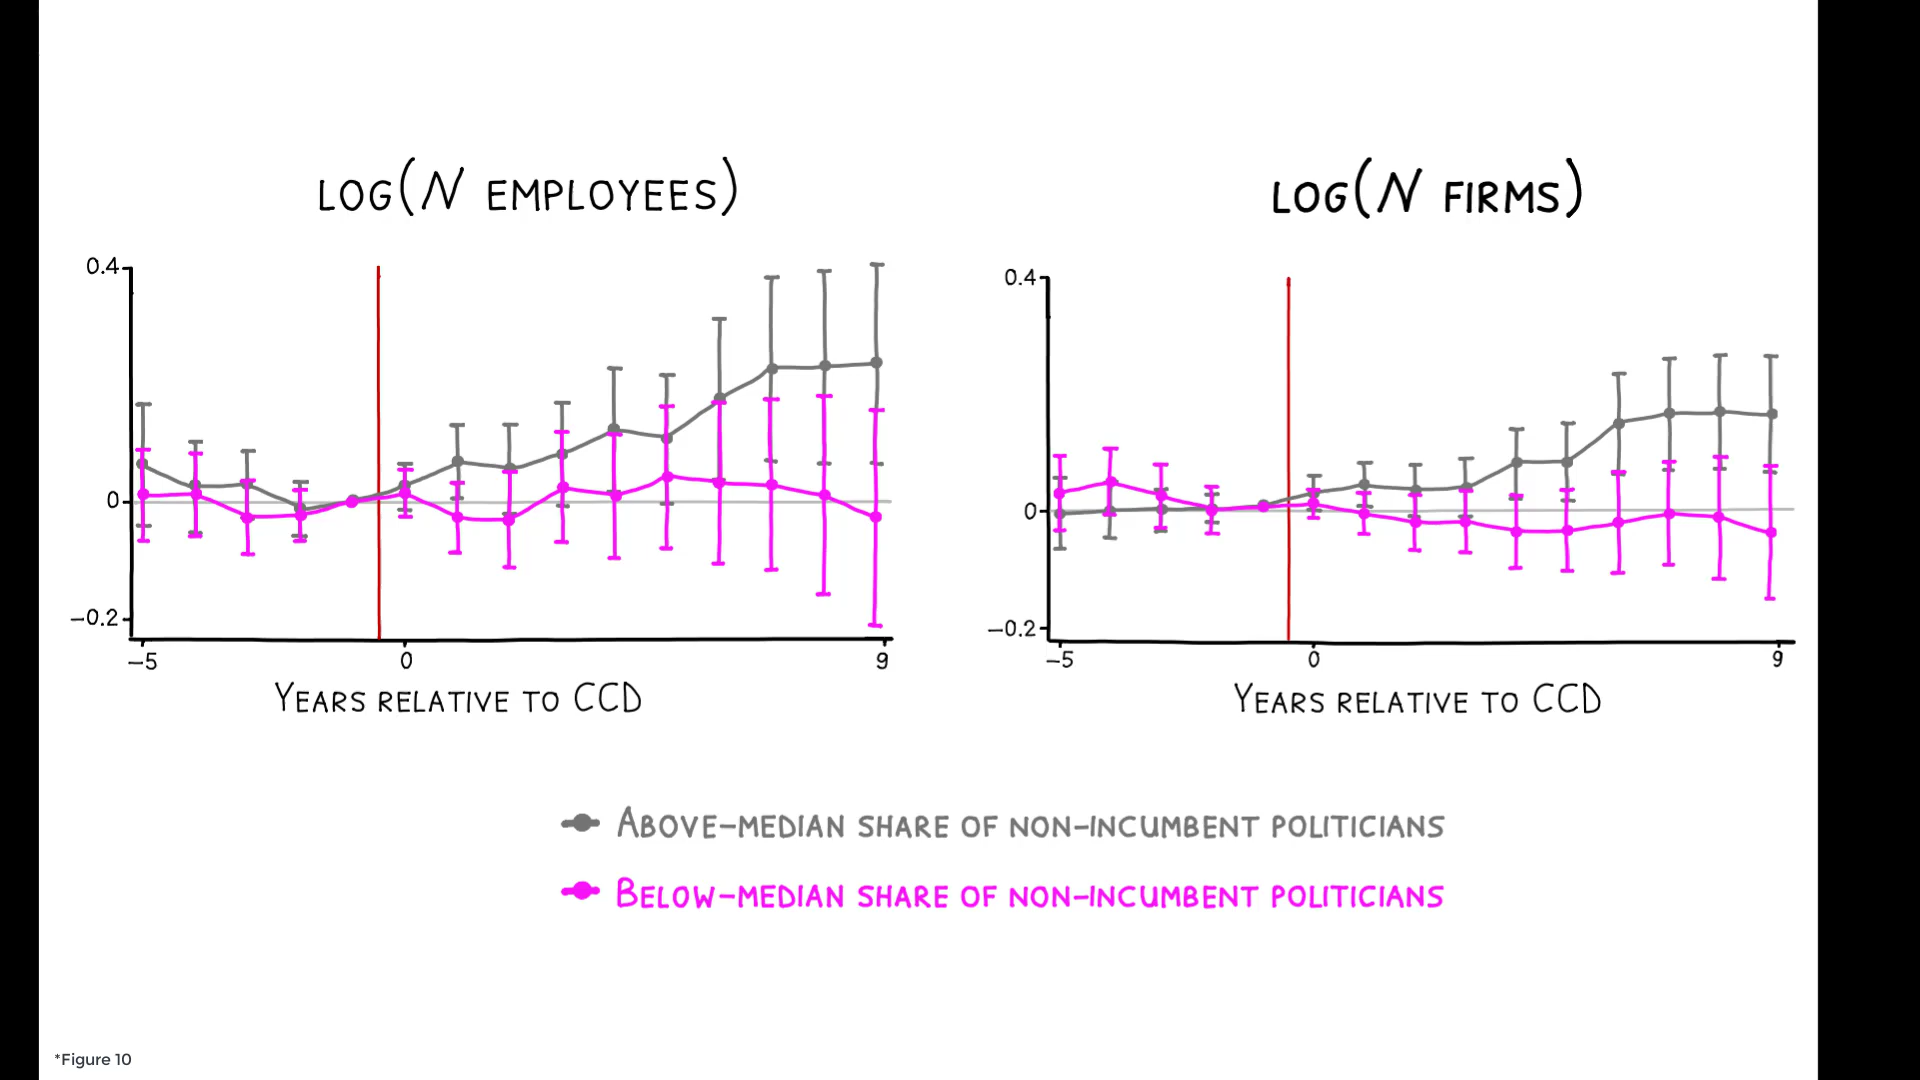 LOG(N EMPLOYEES)
0.4
0
−0.2
−5
0
9
YEARS RELATIVE TO CCD
LOG(N FIRMS)
0.4
0
−0.2
−5
0
9
YEARS RELATIVE TO CCD
ABOVE-MEDIAN SHARE OF NON-INCUMBENT POLITICIANS
BELOW-MEDIAN SHARE OF NON-INCUMBENT POLITICIANS
*Figure 10